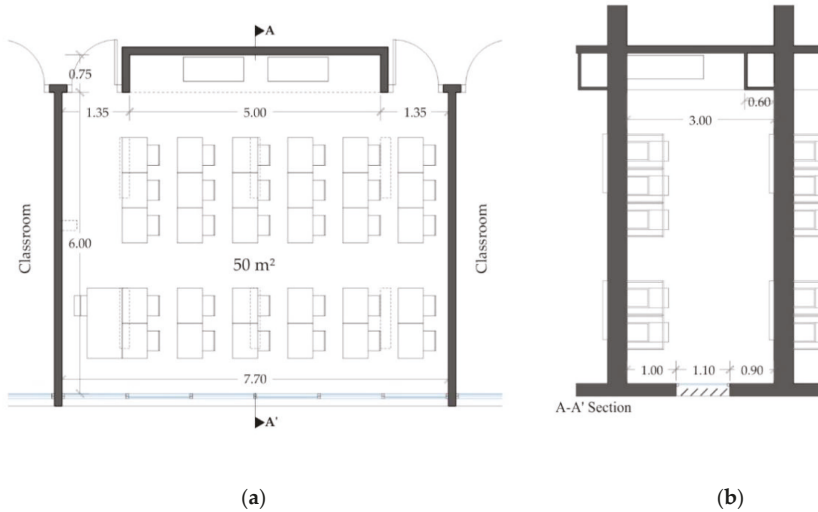 A
0.75
1.35
5.00
1.35
Classroom
6.00
50 m²
Classroom
7.70
A'
0.60
3.00
1.00
1.10
0.90
A-A' Section
(a)
(b)